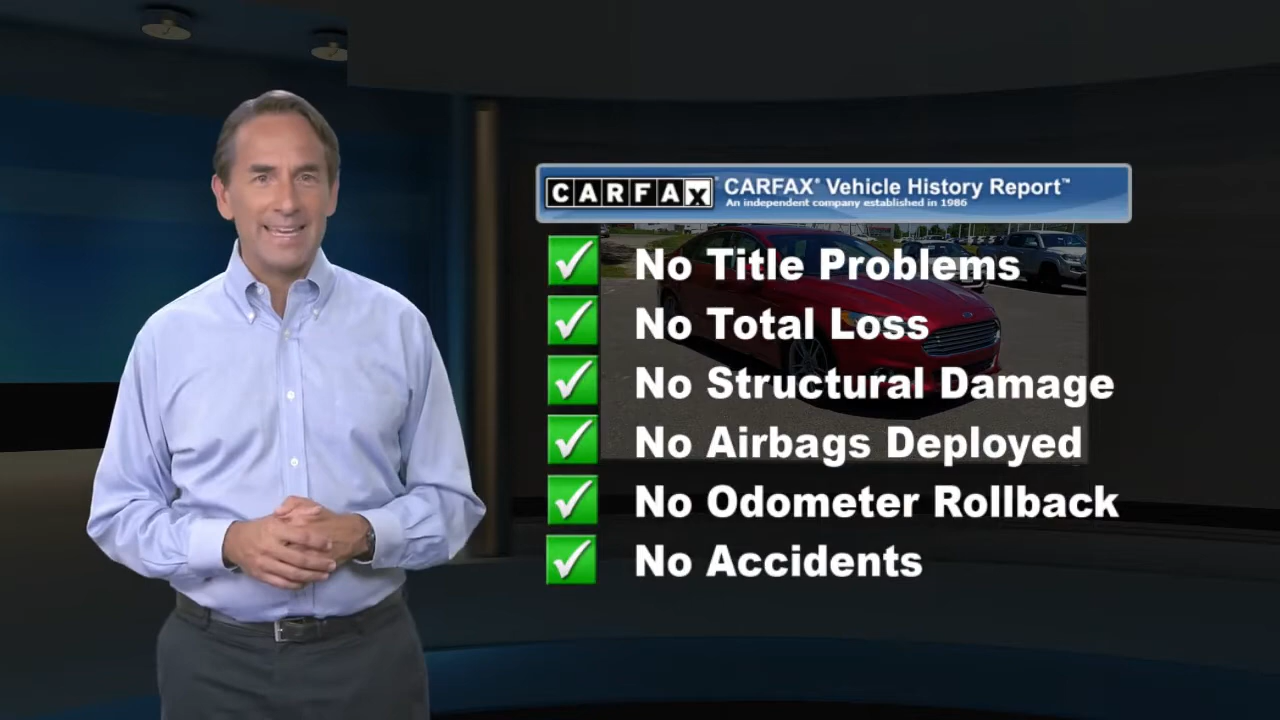 CARFAX
CARFAX® Vehicle History Report™
An independent company established in 1986
No Title Problems
No Total Loss
No Structural Damage
No Airbags Deployed
No Odometer Rollback
No Accidents